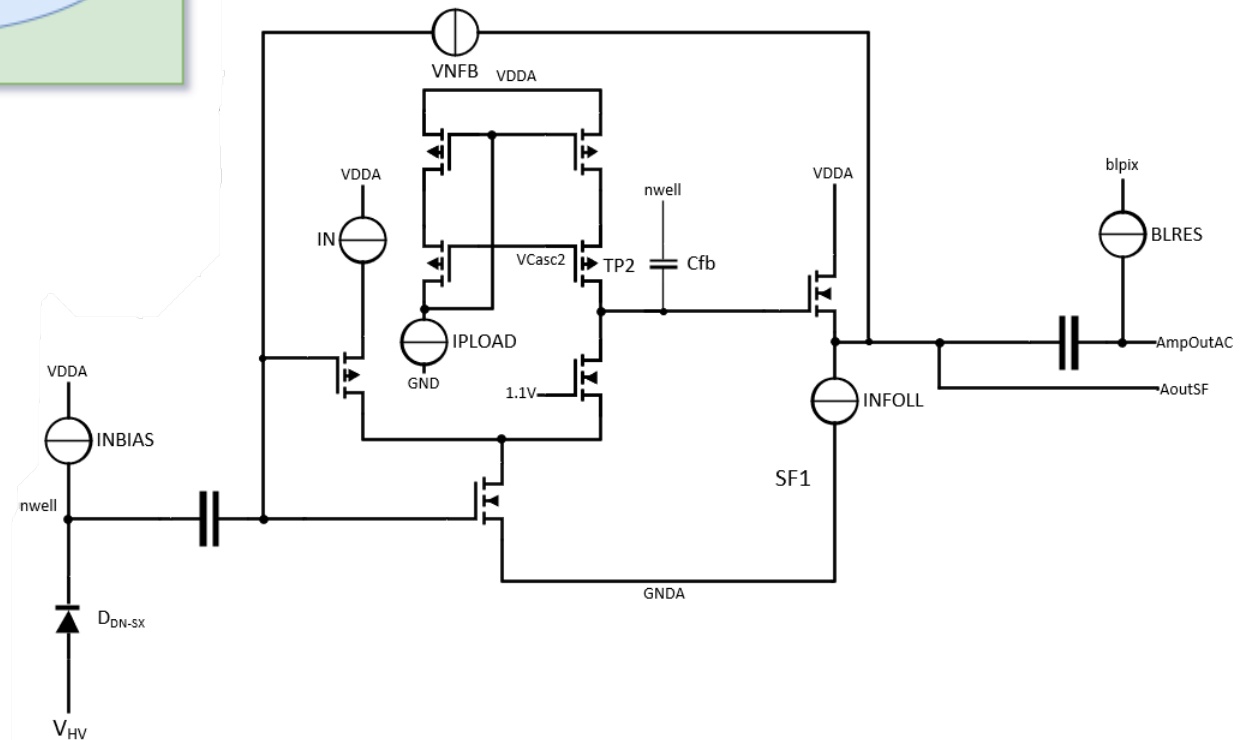 VNFB
VDDA
VDDA
IN
nwell
VCasc2
TP2
Cfb
VDDA
blpix
BLRES
IPLOAD
GND
1.1V
AmpOutAC
AoutSF
INFOLL
VDDA
INBIAS
nwell
SF1
GNDA
DDN-SX
VHV